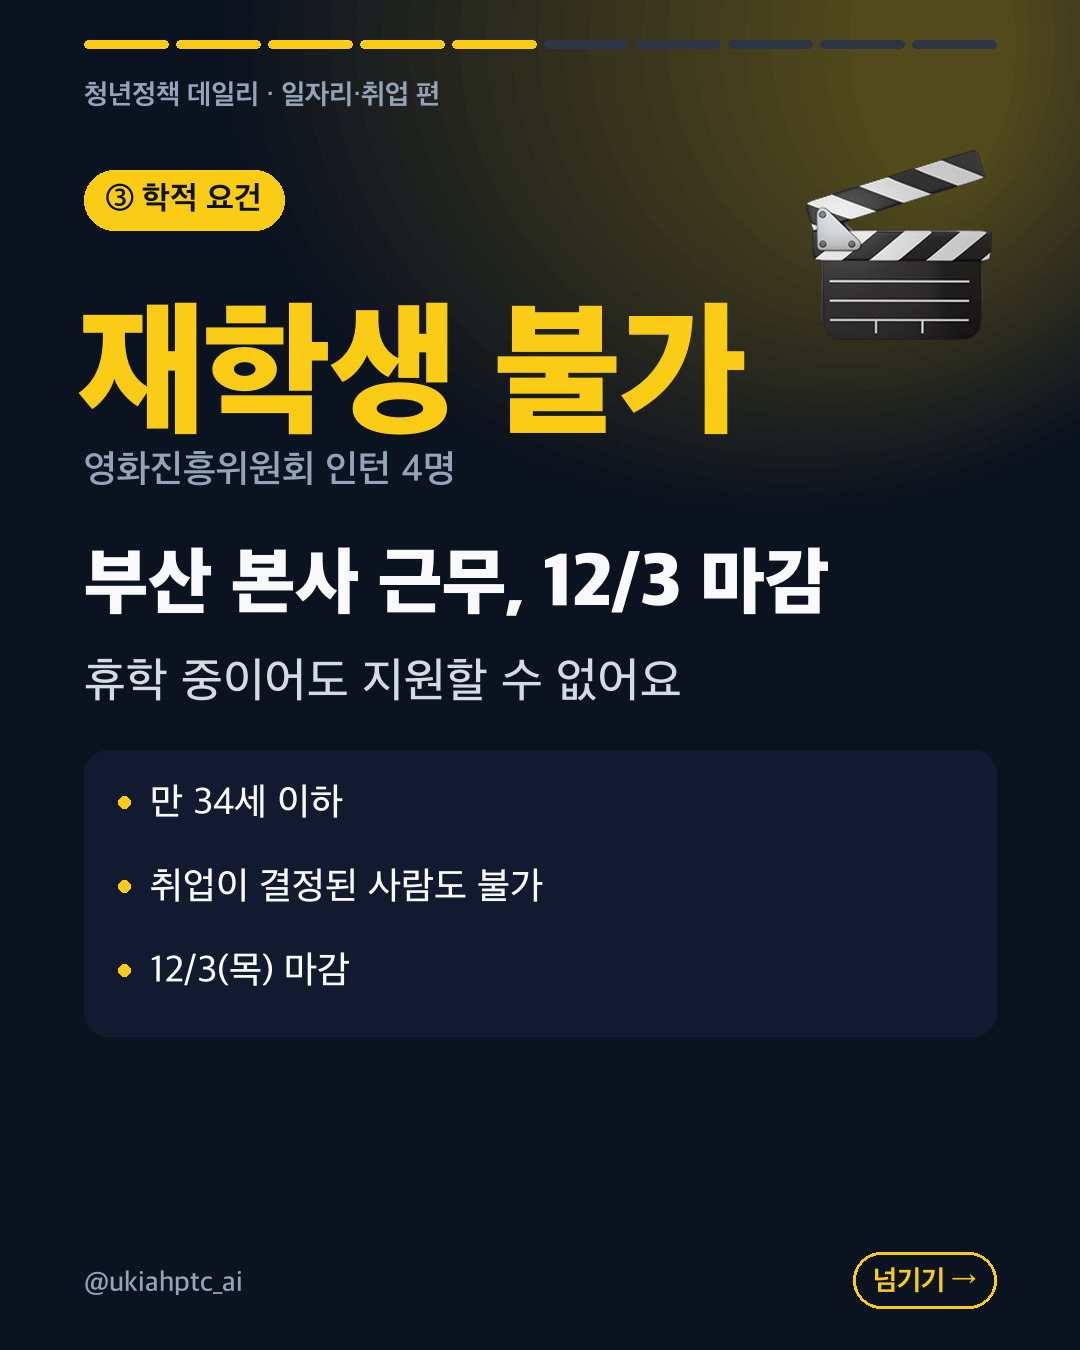 청년정책 데일리 · 일자리·취업 편
③ 학적 요건
재학생 불가
영화진흥위원회 인턴 4명
부산 본사 근무, 12/3 마감
휴학 중이어도 지원할 수 없어요
• 만 34세 이하
• 취업이 결정된 사람도 불가
• 12/3(목) 마감
@ukiahptc_ai
넘기기 →